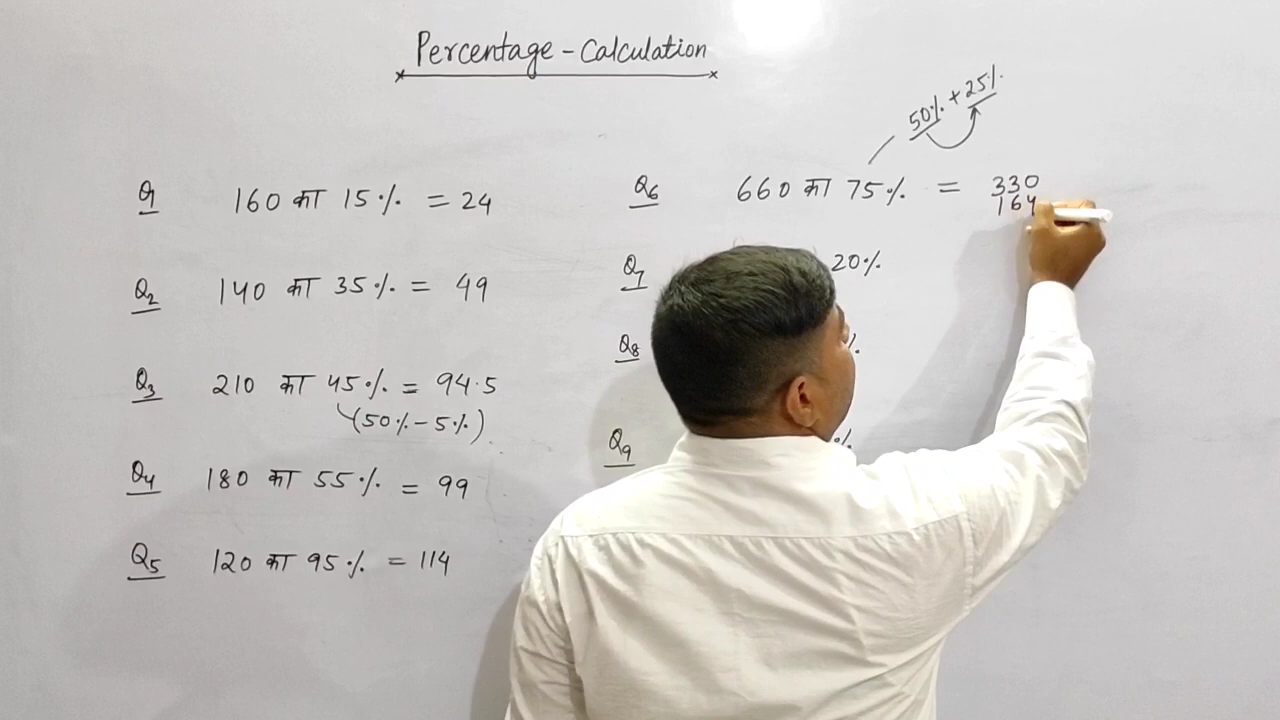 Percentage - Calculation
Q1 160 का 15% = 24
Q2 140 का 35% = 49
Q3 210 का 45% = 94.5
(50% - 5%)
Q4 180 का 55% = 99
Q5 120 का 95% = 114
50% + 25%
Q6 660 का 75% = 330
164
Q7 20%
Q8 %
Q9 %